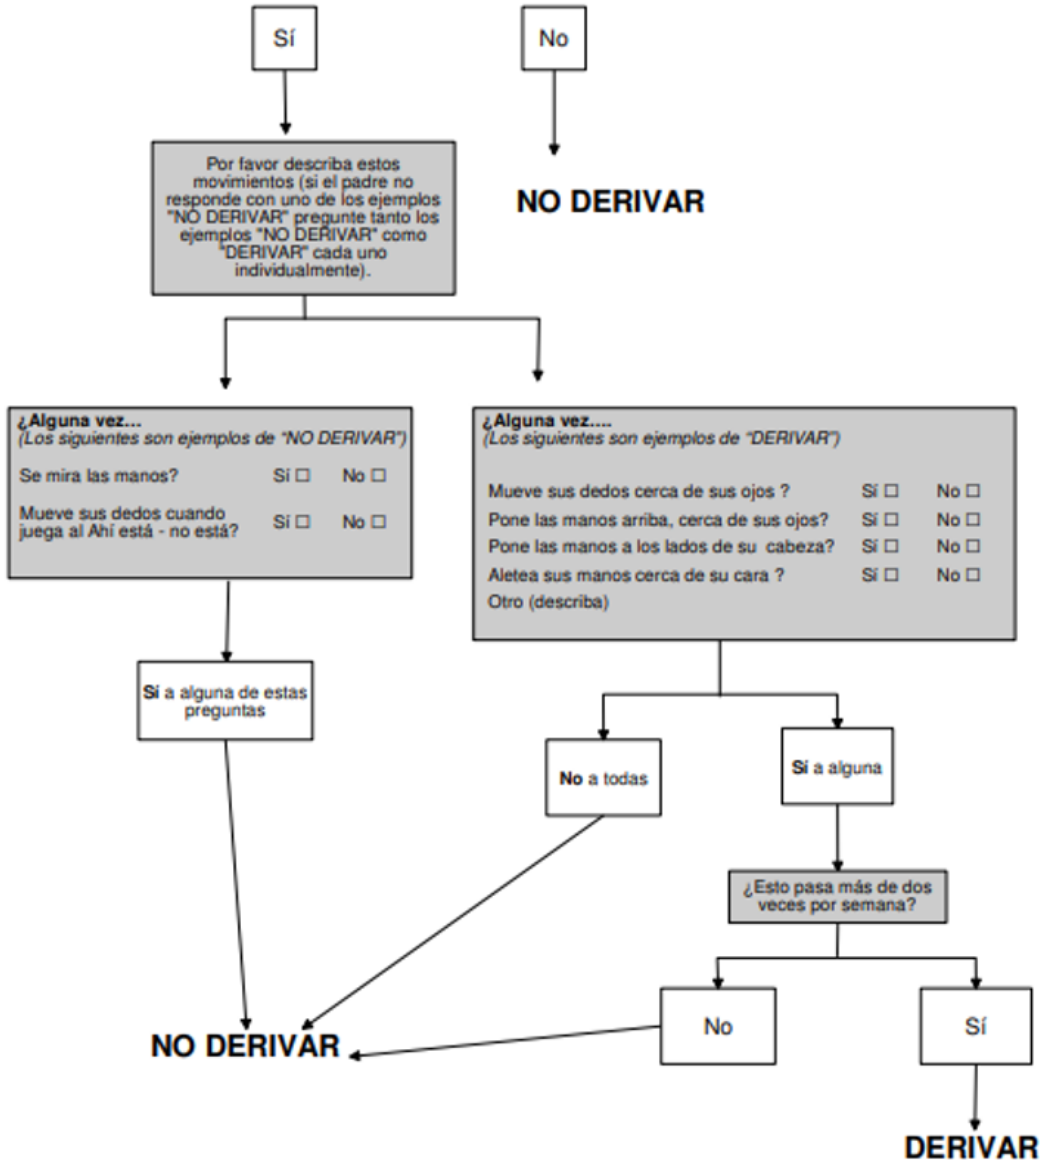 Sí
No
Por favor describa estos
movimientos (si el padre no
responde con uno de los ejemplos
"NO DERIVAR" pregunte tanto los
ejemplos "NO DERIVAR" como
"DERIVAR" cada uno
individualmente).
NO DERIVAR
¿Alguna vez...
(Los siguientes son ejemplos de “NO DERIVAR”)
Se mira las manos? Sí ☐ No ☐
Mueve sus dedos cuando
juega al Ahí está - no está? Sí ☐ No ☐
¿Alguna vez....
(Los siguientes son ejemplos de “DERIVAR”)
Mueve sus dedos cerca de sus ojos ? Sí ☐ No ☐
Pone las manos arriba, cerca de sus ojos? Sí ☐ No ☐
Pone las manos a los lados de su cabeza? Sí ☐ No ☐
Aletea sus manos cerca de su cara ? Sí ☐ No ☐
Otro (describa)
Sí a alguna de estas
preguntas
No a todas
Sí a alguna
¿Esto pasa más de dos
veces por semana?
No
Sí
NO DERIVAR
DERIVAR